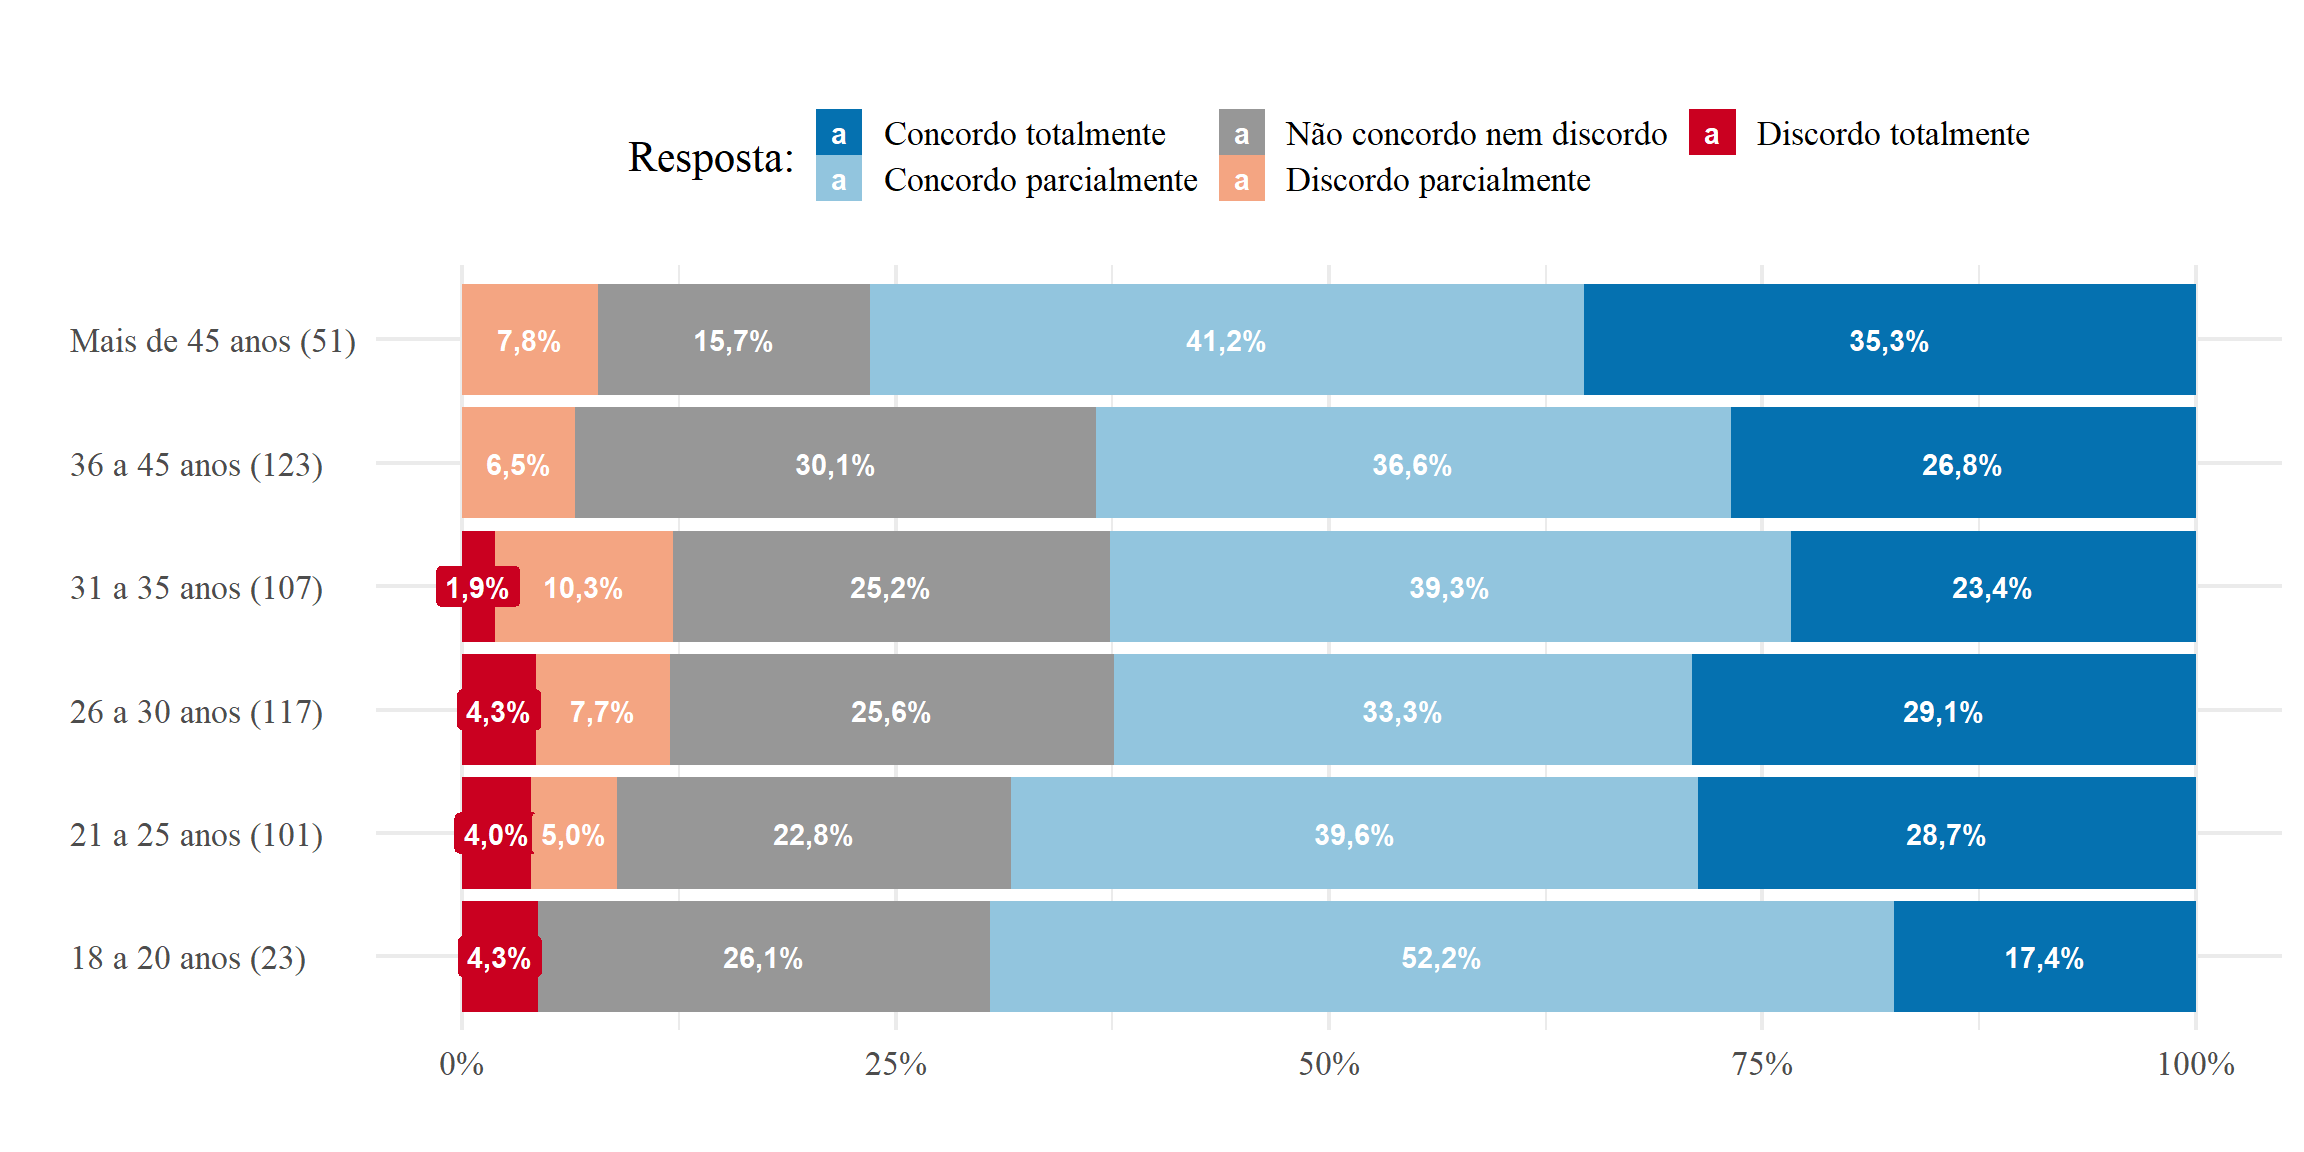 Resposta:
a Concordo totalmente a Não concordo nem discordo a Discordo totalmente
a Concordo parcialmente a Discordo parcialmente
Mais de 45 anos (51) 7,8% 15,7% 41,2% 35,3%
36 a 45 anos (123) 6,5% 30,1% 36,6% 26,8%
31 a 35 anos (107) 1,9% 10,3% 25,2% 39,3% 23,4%
26 a 30 anos (117) 4,3% 7,7% 25,6% 33,3% 29,1%
21 a 25 anos (101) 4,0% 5,0% 22,8% 39,6% 28,7%
18 a 20 anos (23) 4,3% 26,1% 52,2% 17,4%
0% 25% 50% 75% 100%